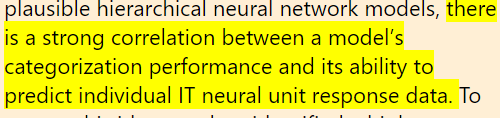 plausible hierarchical neural network models, there
is a strong correlation between a model’s
categorization performance and its ability to
predict individual IT neural unit response data. To